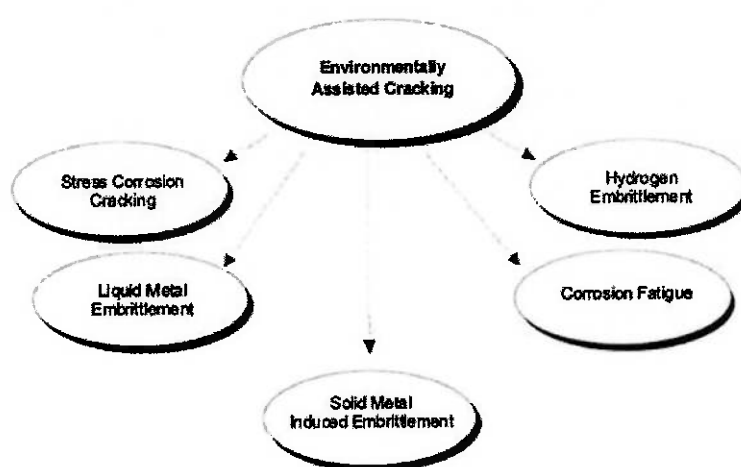 Environmentally
Assisted Cracking
Stress Corrosion
Cracking
Hydrogen
Embrittlement
Liquid Metal
Embrittlement
Corrosion Fatigue
Solid Metal
Induced Embrittlement